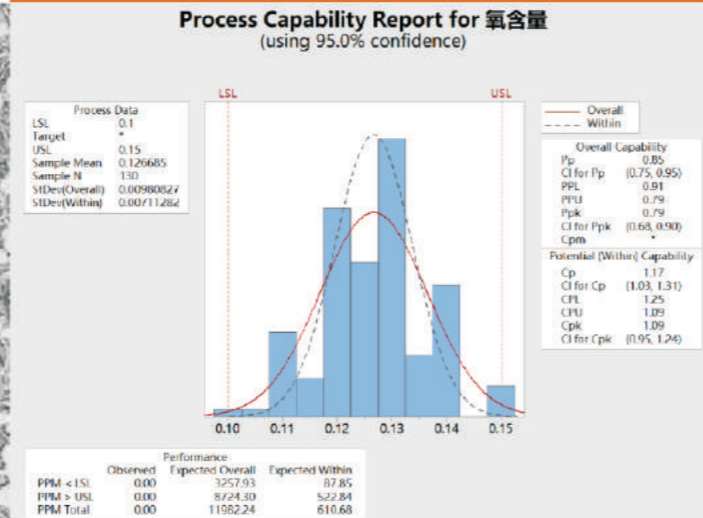 Process Capability Report for 氧含量
(using 95.0% confidence)
LSL
USL
Process Data
LSL 0.1
Target *
USL 0.15
Sample Mean 0.126685
Sample N 130
StDev(Overall) 0.00980827
StDev(Within) 0.00711282
Overall
Within
Overall Capability
Pp 0.85
CI for Pp (0.75, 0.95)
PPL 0.91
PPU 0.79
Ppk 0.79
CI for Ppk (0.68, 0.90)
Cpm *
Potential (Within) Capability
Cp 1.17
CI for Cp (1.03, 1.31)
CPL 1.25
CPU 1.09
Cpk 1.09
CI for Cpk (0.95, 1.24)
0.10 0.11 0.12 0.13 0.14 0.15
Performance
Observed Expected Overall Expected Within
PPM < LSL 0.00 3257.93 87.85
PPM > USL 0.00 8724.30 522.84
PPM Total 0.00 11982.24 610.68